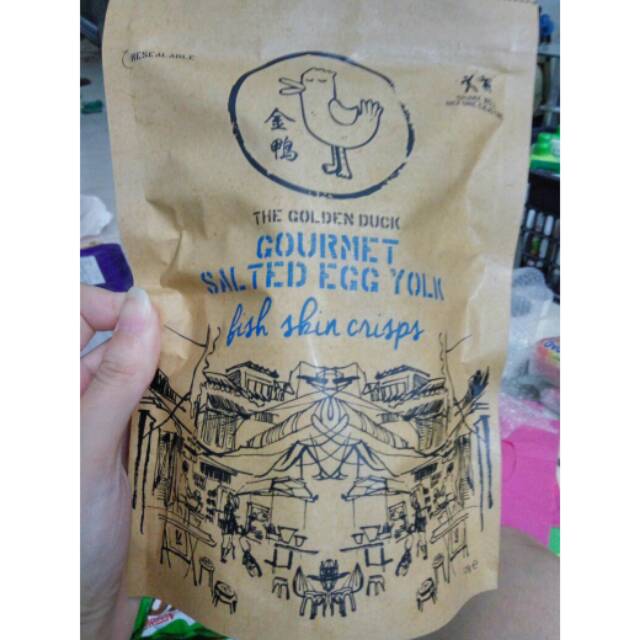 RESEALABLE
金
鴨
THE GOLDEN DUCK
GOURMET
SALTED EGG YOLK
fish skin crisps